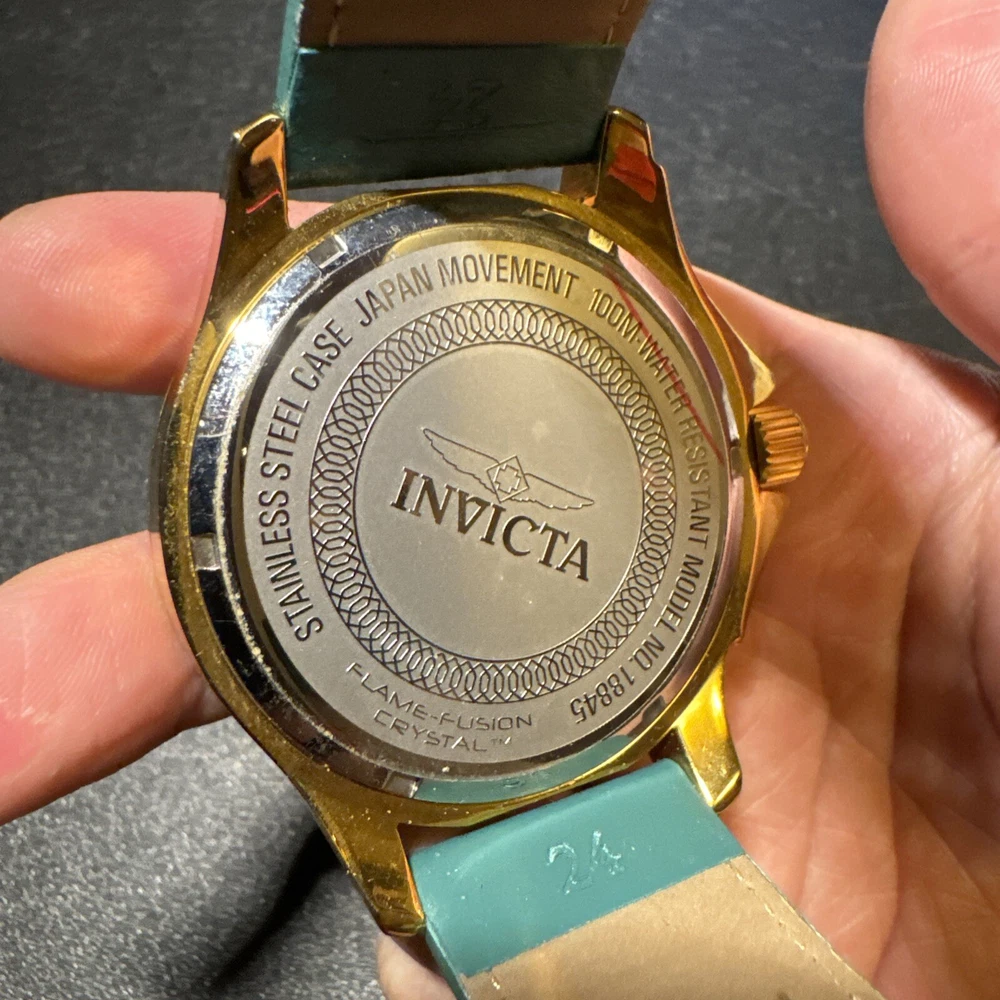 STAINLESS STEEL CASE JAPAN MOVEMENT 100M-WATER RESISTANT MODEL NO.18845
INVICTA
FLAME-FUSION
CRYSTAL™
24